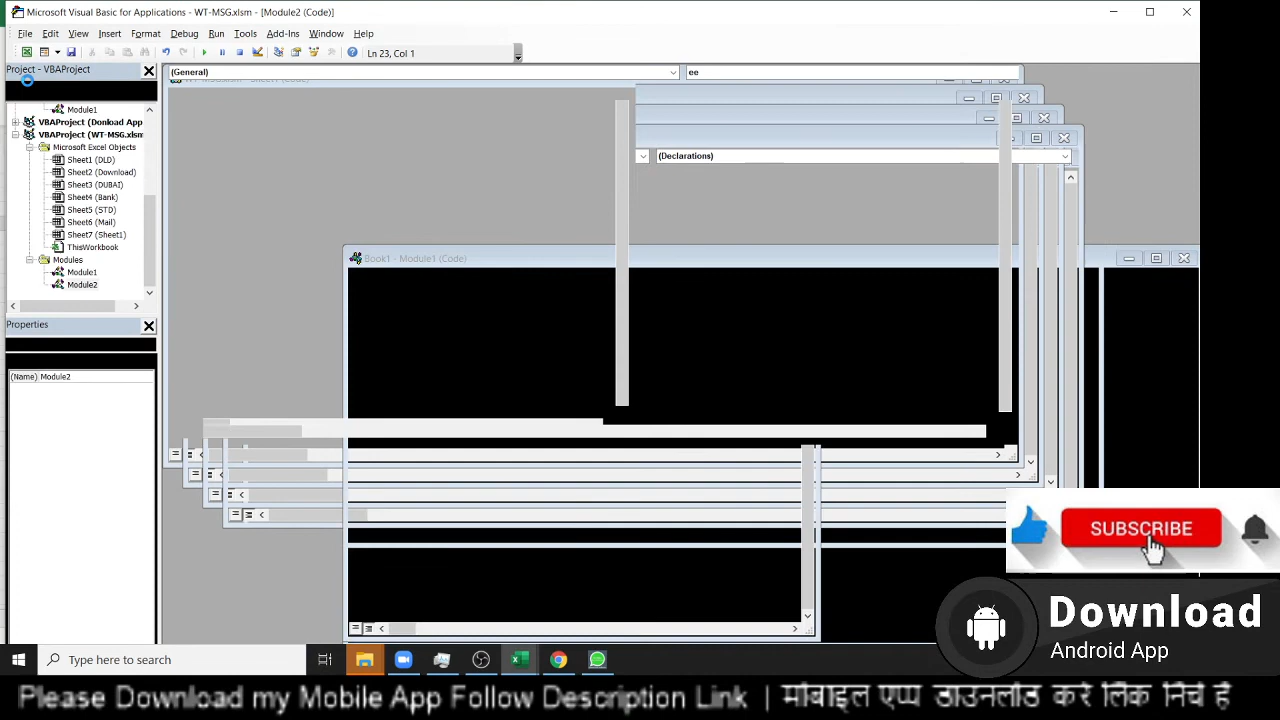 Microsoft Visual Basic for Applications - WT-MSG.xlsm - [Module2 (Code)]
File Edit View Insert Format Debug Run Tools Add-Ins Window Help
Ln 23, Col 1
Project - VBAProject
(General)
ee
Module1
VBAProject (Donload App
VBAProject (WT-MSG.xlsm
Microsoft Excel Objects
Sheet1 (DLD)
Sheet2 (Download)
Sheet3 (DUBAI)
Sheet4 (Bank)
Sheet5 (STD)
Sheet6 (Mail)
Sheet7 (Sheet1)
ThisWorkbook
Modules
Module1
Module2
(Declarations)
Book1 - Module1 (Code)
Properties
(Name) Module2
SUBSCRIBE
Download
Android App
Type here to search
Please Download my Mobile App Follow Description Link | मोबाइल एप्प डाउनलोड करे लिंक निचे है